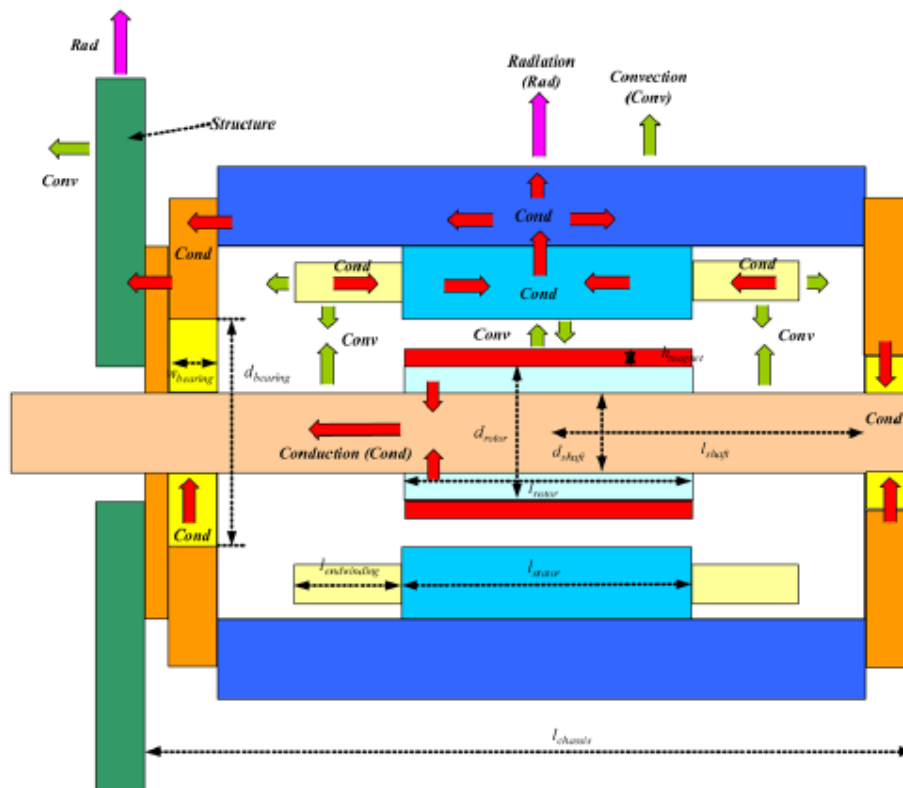 Rad
Radiation
(Rad)
Convection
(Conv)
Structure
Conv
Cond
Cond
Cond
Cond
Cond
Conv
Conv
Conv
h_magnet
w_bearing
d_bearing
d_rotor
d_shaft
l_shaft
Cond
Conduction (Cond)
l_rotor
Cond
l_endwinding
l_stator
l_chassis